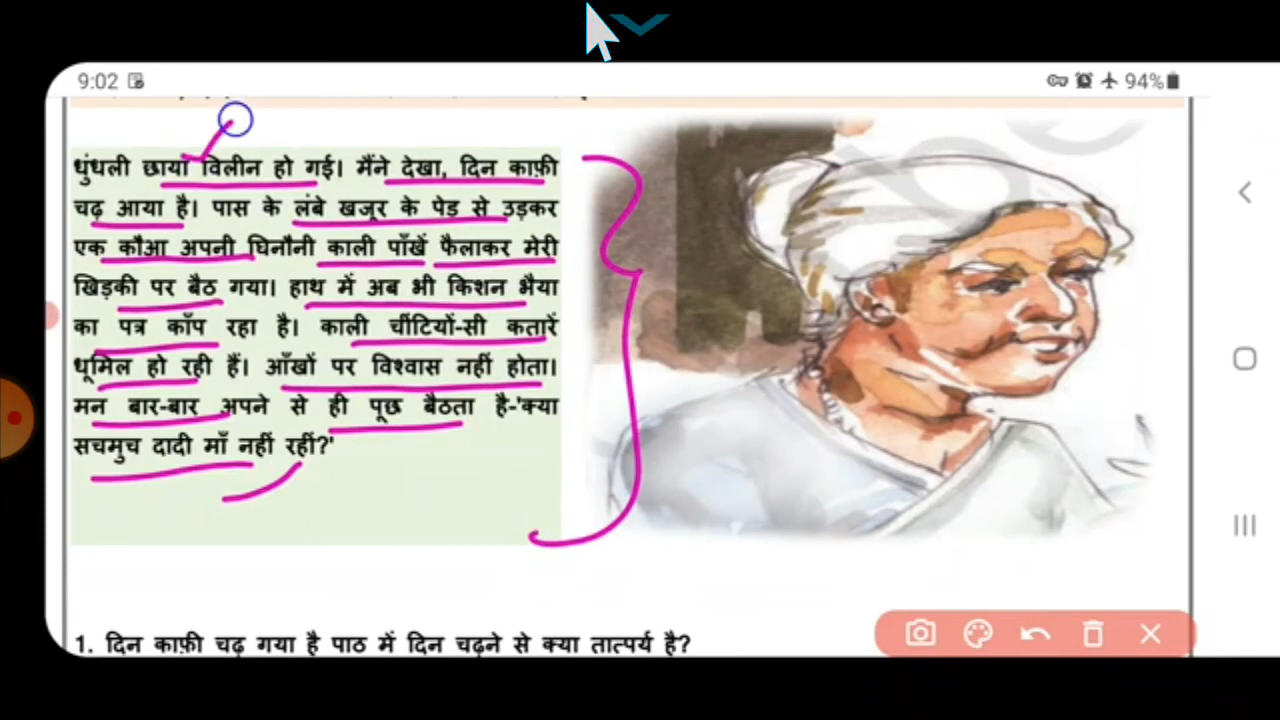 9:02
94%
धुंधली छाया विलीन हो गई। मैंने देखा, दिन काफ़ी
चढ़ आया है। पास के लंबे खजूर के पेड़ से उड़कर
एक कौआ अपनी घिनौनी काली पाँखें फैलाकर मेरी
खिड़की पर बैठ गया। हाथ में अब भी किशन भैया
का पत्र काँप रहा है। काली चींटियों-सी कतारें
धूमिल हो रही हैं। आँखों पर विश्वास नहीं होता।
मन बार-बार अपने से ही पूछ बैठता है-'क्या
सचमुच दादी माँ नहीं रहीं?'
1. दिन काफ़ी चढ़ गया है पाठ में दिन चढ़ने से क्या तात्पर्य है?